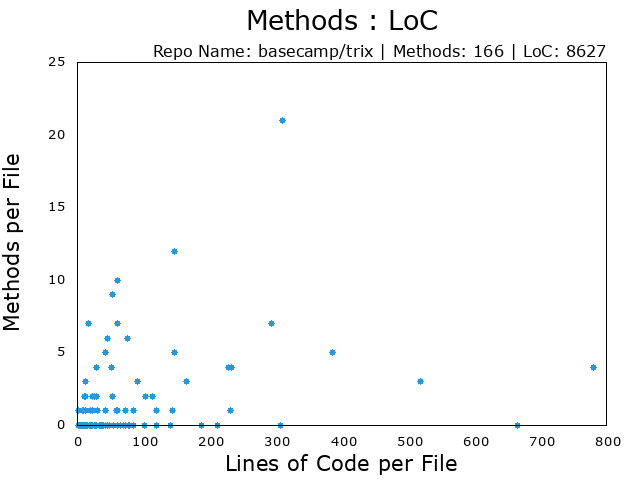 Methods : LoC
Repo Name: basecamp/trix | Methods: 166 | LoC: 8627
25
20
15
10
5
0
Methods per File
0 100 200 300 400 500 600 700 800
Lines of Code per File